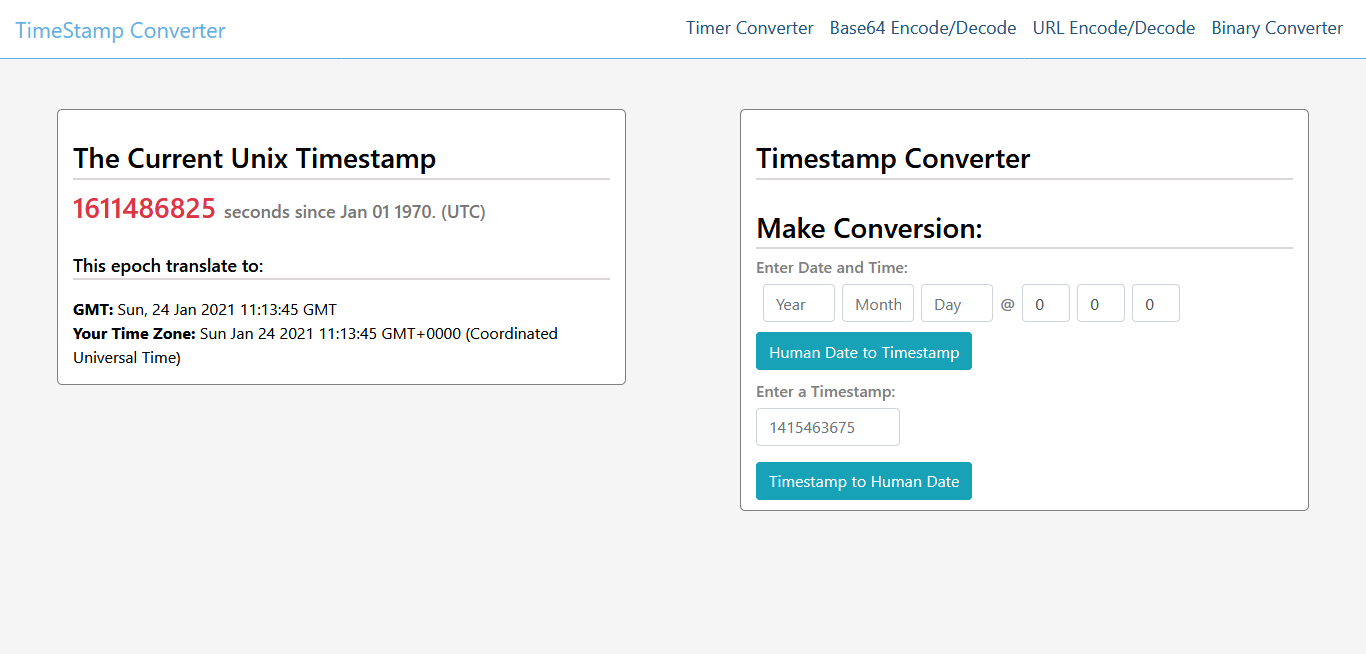 TimeStamp Converter
Timer Converter Base64 Encode/Decode URL Encode/Decode Binary Converter
The Current Unix Timestamp
1611486825 seconds since Jan 01 1970. (UTC)
This epoch translate to:
GMT: Sun, 24 Jan 2021 11:13:45 GMT
Your Time Zone: Sun Jan 24 2021 11:13:45 GMT+0000 (Coordinated
Universal Time)
Timestamp Converter
Make Conversion:
Enter Date and Time:
Year Month Day @ 0 0 0
Human Date to Timestamp
Enter a Timestamp:
1415463675
Timestamp to Human Date